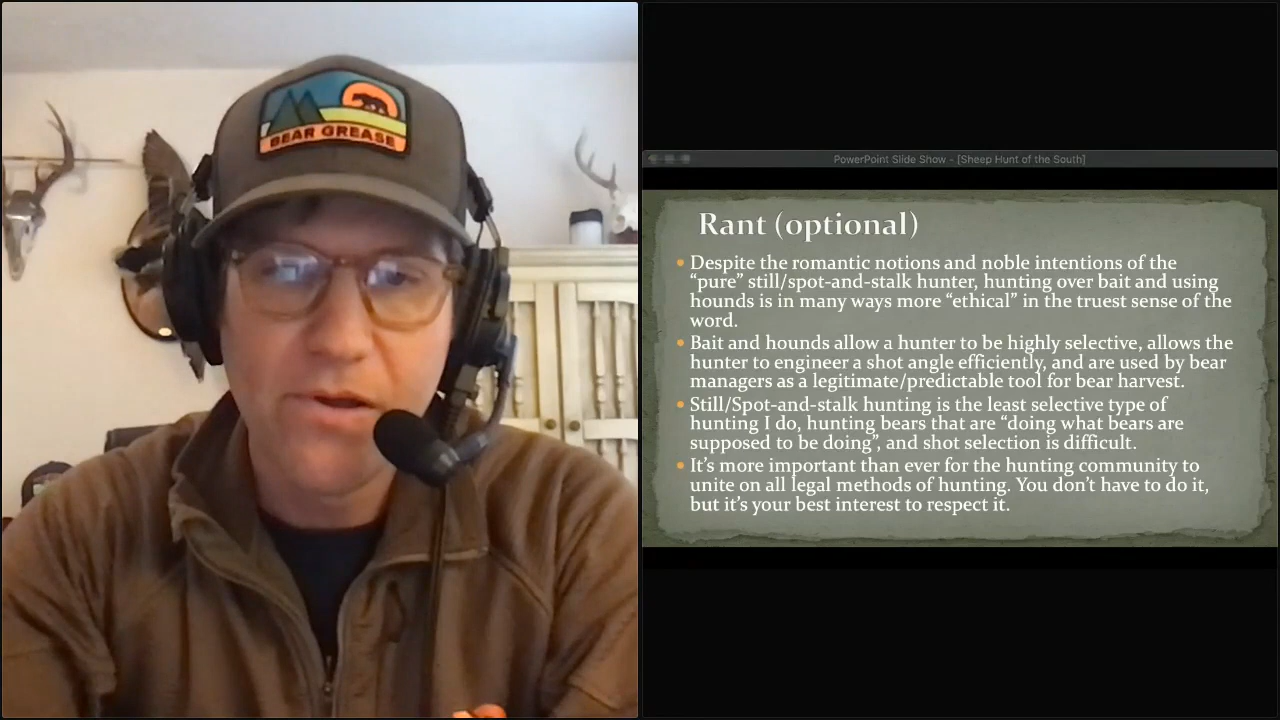 BEAR GREASE
PowerPoint Slide Show - [Sheep Hunt of the South]
Rant (optional)
Despite the romantic notions and noble intentions of the
“pure” still/spot-and-stalk hunter, hunting over bait and using
hounds is in many ways more “ethical” in the truest sense of the
word.
Bait and hounds allow a hunter to be highly selective, allows the
hunter to engineer a shot angle efficiently, and are used by bear
managers as a legitimate/predictable tool for bear harvest.
Still/Spot-and-stalk hunting is the least selective type of
hunting I do, hunting bears that are “doing what bears are
supposed to be doing”, and shot selection is difficult.
It’s more important than ever for the hunting community to
unite on all legal methods of hunting. You don’t have to do it,
but it’s your best interest to respect it.